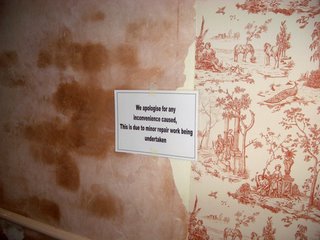 We apologise for any
inconvenience caused,
This is due to minor repair work being
undertaken